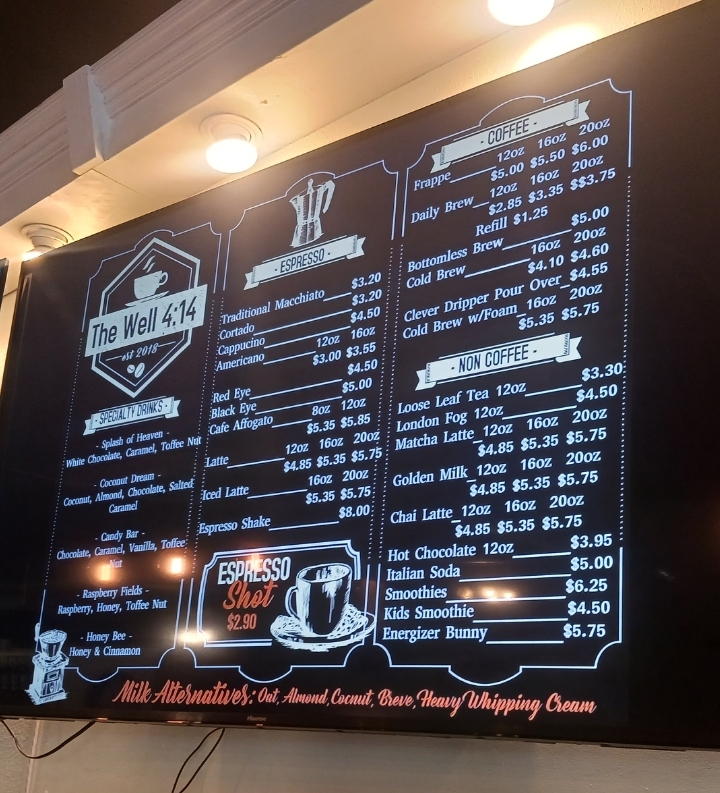 The Well 4:14
est 2018
- SPECIALTY DRINKS -
- Splash of Heaven -
White Chocolate, Caramel, Toffee Nut
- Coconut Dream -
Coconut, Almond, Chocolate, Salted
Caramel
- Candy Bar -
Chocolate, Caramel, Vanilla, Toffee
Nut
- Raspberry Fields -
Raspberry, Honey, Toffee Nut
- Honey Bee -
Honey & Cinnamon
- ESPRESSO -
Traditional Macchiato $3.20
Cortado $3.20
Cappucino $4.50
Americano 12oz 16oz
$3.00 $3.55
Red Eye $4.50
Black Eye $5.00
Cafe Affogato 8oz 12oz
$5.35 $5.85
Latte 12oz 16oz 20oz
$4.85 $5.35 $5.75
Iced Latte 16oz 20oz
$5.35 $5.75
Espresso Shake $8.00
ESPRESSO
Shot
$2.90
- COFFEE -
Frappe 12oz 16oz 20oz
$5.00 $5.50 $6.00
Daily Brew 12oz 16oz 20oz
$2.85 $3.35 $$3.75
Refill $1.25
Bottomless Brew $5.00
Cold Brew 16oz 20oz
$4.10 $4.60
Clever Dripper Pour Over $4.55
Cold Brew w/Foam 16oz 20oz
$5.35 $5.75
- NON COFFEE -
Loose Leaf Tea 12oz $3.30
London Fog 12oz $4.50
Matcha Latte 12oz 16oz 20oz
$4.85 $5.35 $5.75
Golden Milk 12oz 16oz 20oz
$4.85 $5.35 $5.75
Chai Latte 12oz 16oz 20oz
$4.85 $5.35 $5.75
Hot Chocolate 12oz $3.95
Italian Soda $5.00
Smoothies $6.25
Kids Smoothie $4.50
Energizer Bunny $5.75
Milk Alternatives: Oat, Almond, Cocnut, Breve, Heavy Whipping Cream
Hisense